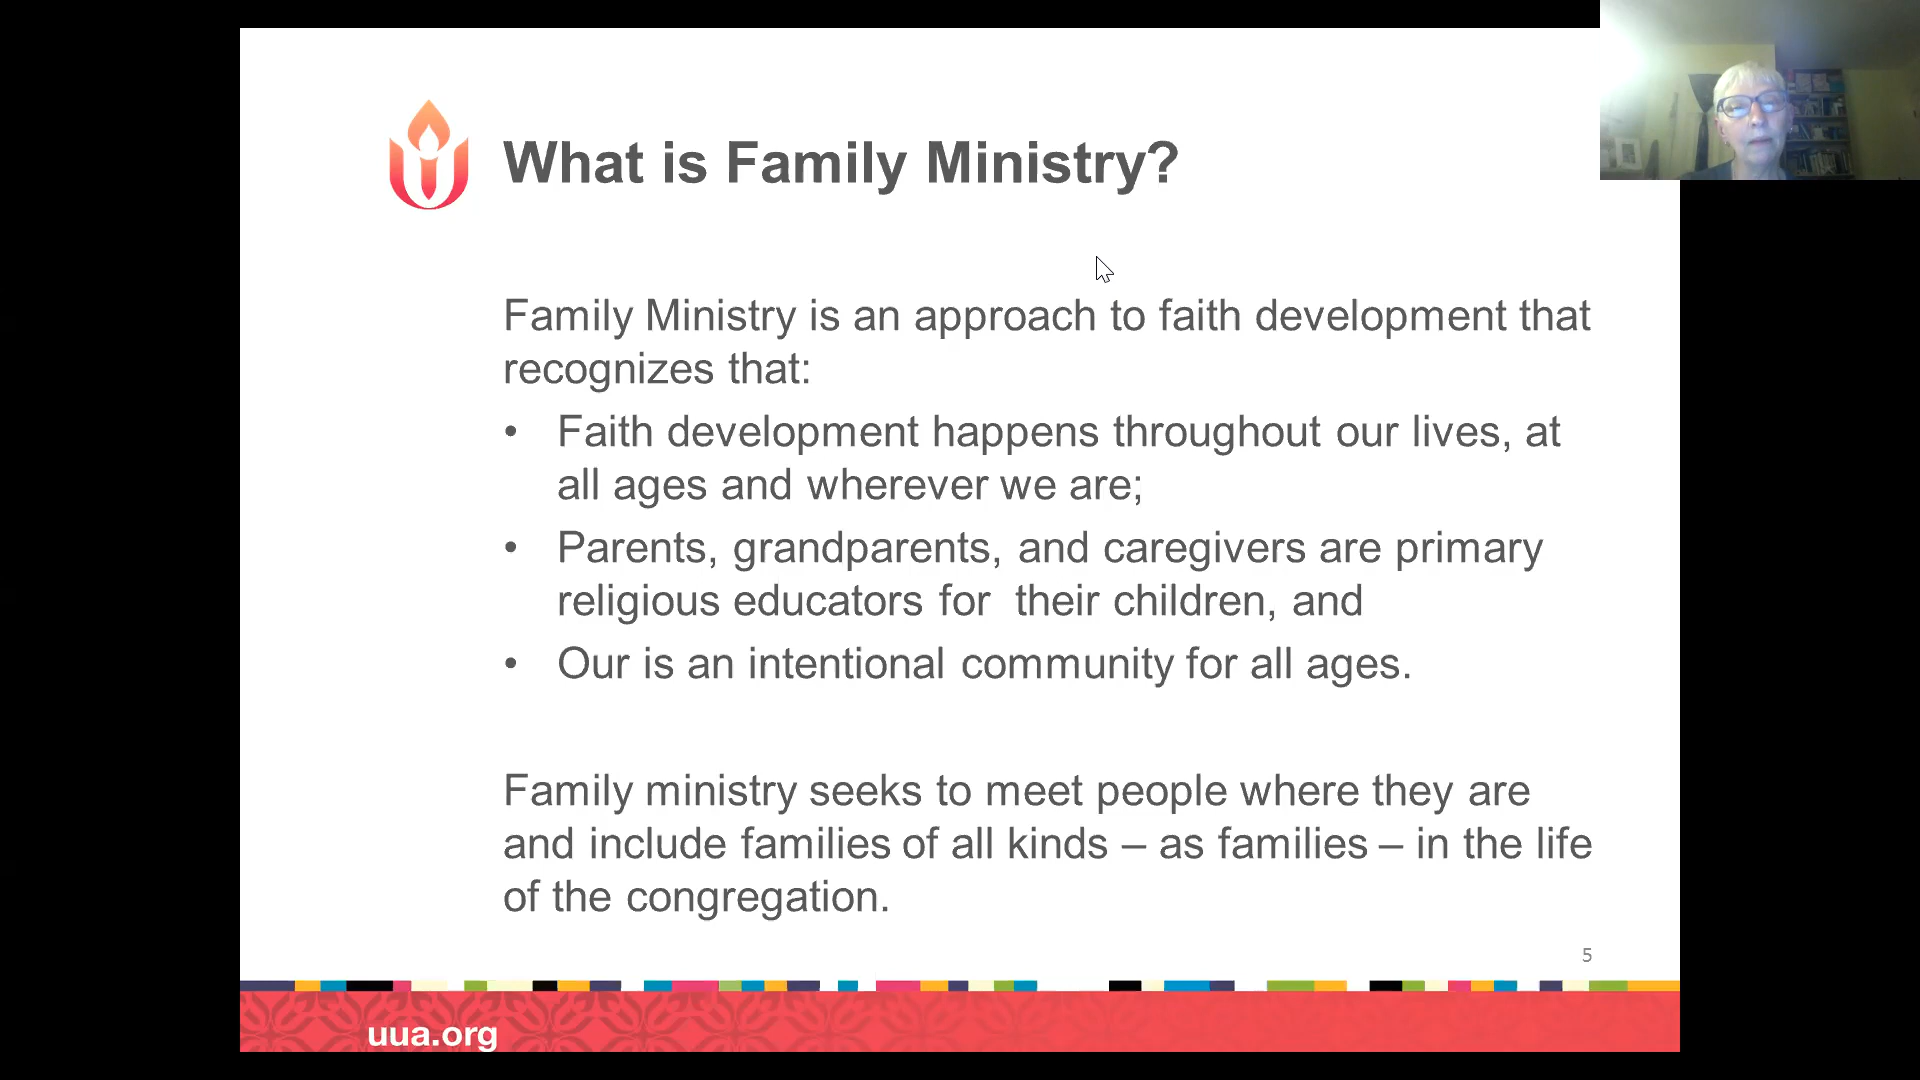 What is Family Ministry?
Family Ministry is an approach to faith development that
recognizes that:
• Faith development happens throughout our lives, at
all ages and wherever we are;
• Parents, grandparents, and caregivers are primary
religious educators for  their children, and
• Our is an intentional community for all ages.
Family ministry seeks to meet people where they are
and include families of all kinds – as families – in the life
of the congregation.
5
uua.org